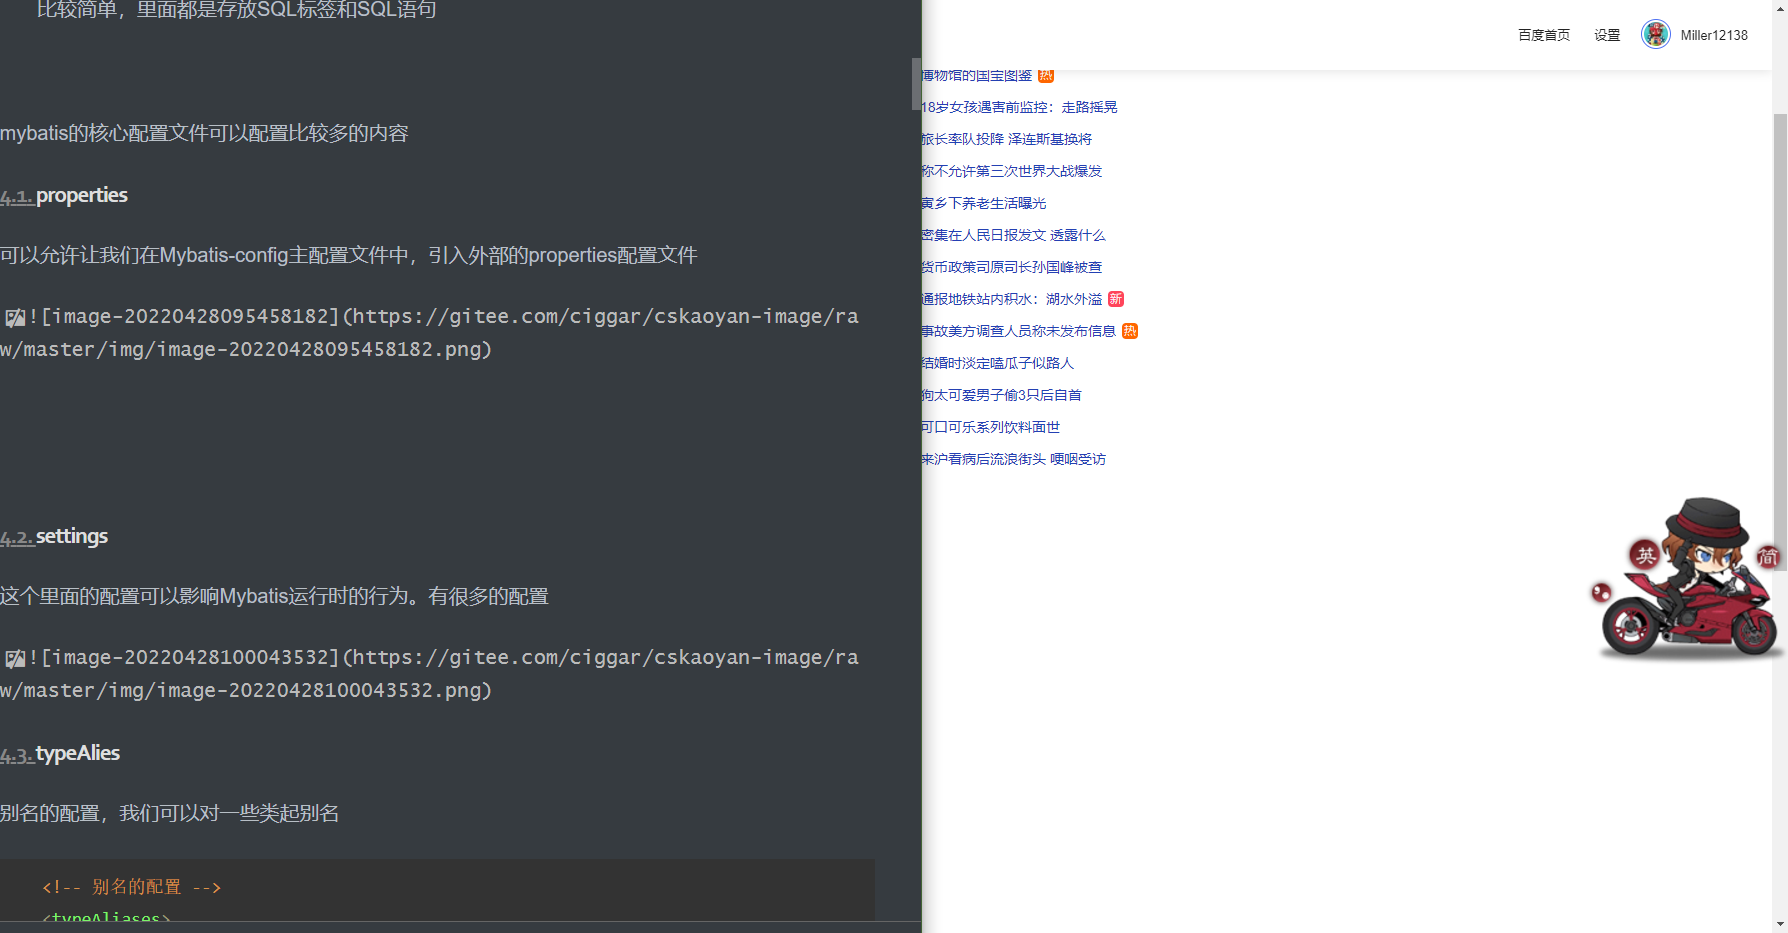 比较简单，里面都是存放SQL标签和SQL语句
mybatis的核心配置文件可以配置比较多的内容
4.1. properties
可以允许让我们在Mybatis-config主配置文件中，引入外部的properties配置文件
![image-20220428095458182](https://gitee.com/ciggar/cskaoyan-image/ra
w/master/img/image-20220428095458182.png)
4.2. settings
这个里面的配置可以影响Mybatis运行时的行为。有很多的配置
![image-20220428100043532](https://gitee.com/ciggar/cskaoyan-image/ra
w/master/img/image-20220428100043532.png)
4.3. typeAlies
别名的配置，我们可以对一些类起别名
<!-- 别名的配置 -->
<typeAliases>
百度首页 设置 Miller12138
博物馆的国宝图鉴 热
18岁女孩遇害前监控：走路摇晃
旅长率队投降 泽连斯基换将
称不允许第三次世界大战爆发
寅乡下养老生活曝光
密集在人民日报发文 透露什么
货币政策司原司长孙国峰被查
通报地铁站内积水：湖水外溢 新
事故美方调查人员称未发布信息 热
结婚时淡定嗑瓜子似路人
狗太可爱男子偷3只后自首
可口可乐系列饮料面世
来沪看病后流浪街头 哽咽受访
英 简